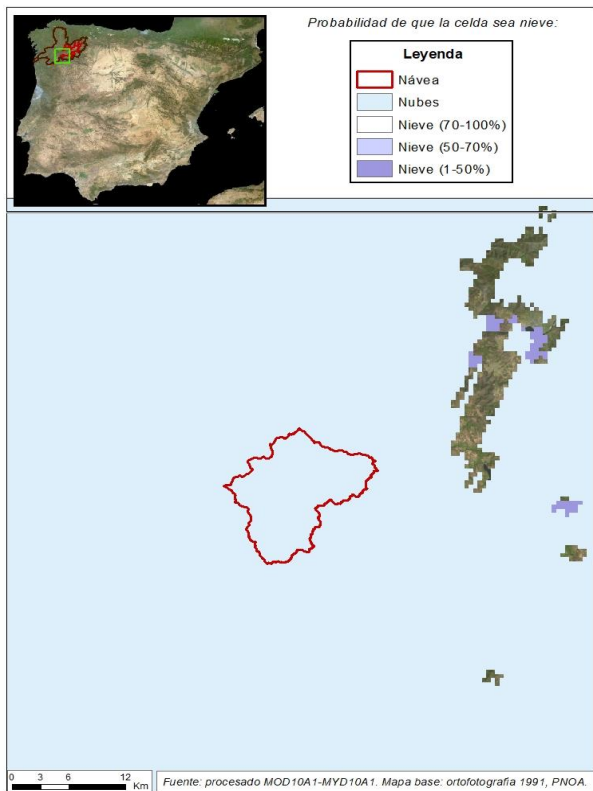 Probabilidad de que la celda sea nieve:
Leyenda
Návea
Nubes
Nieve (70-100%)
Nieve (50-70%)
Nieve (1-50%)
0 3 6 12
Km
Fuente: procesado MOD10A1-MYD10A1. Mapa base: ortofotografía 1991, PNOA.